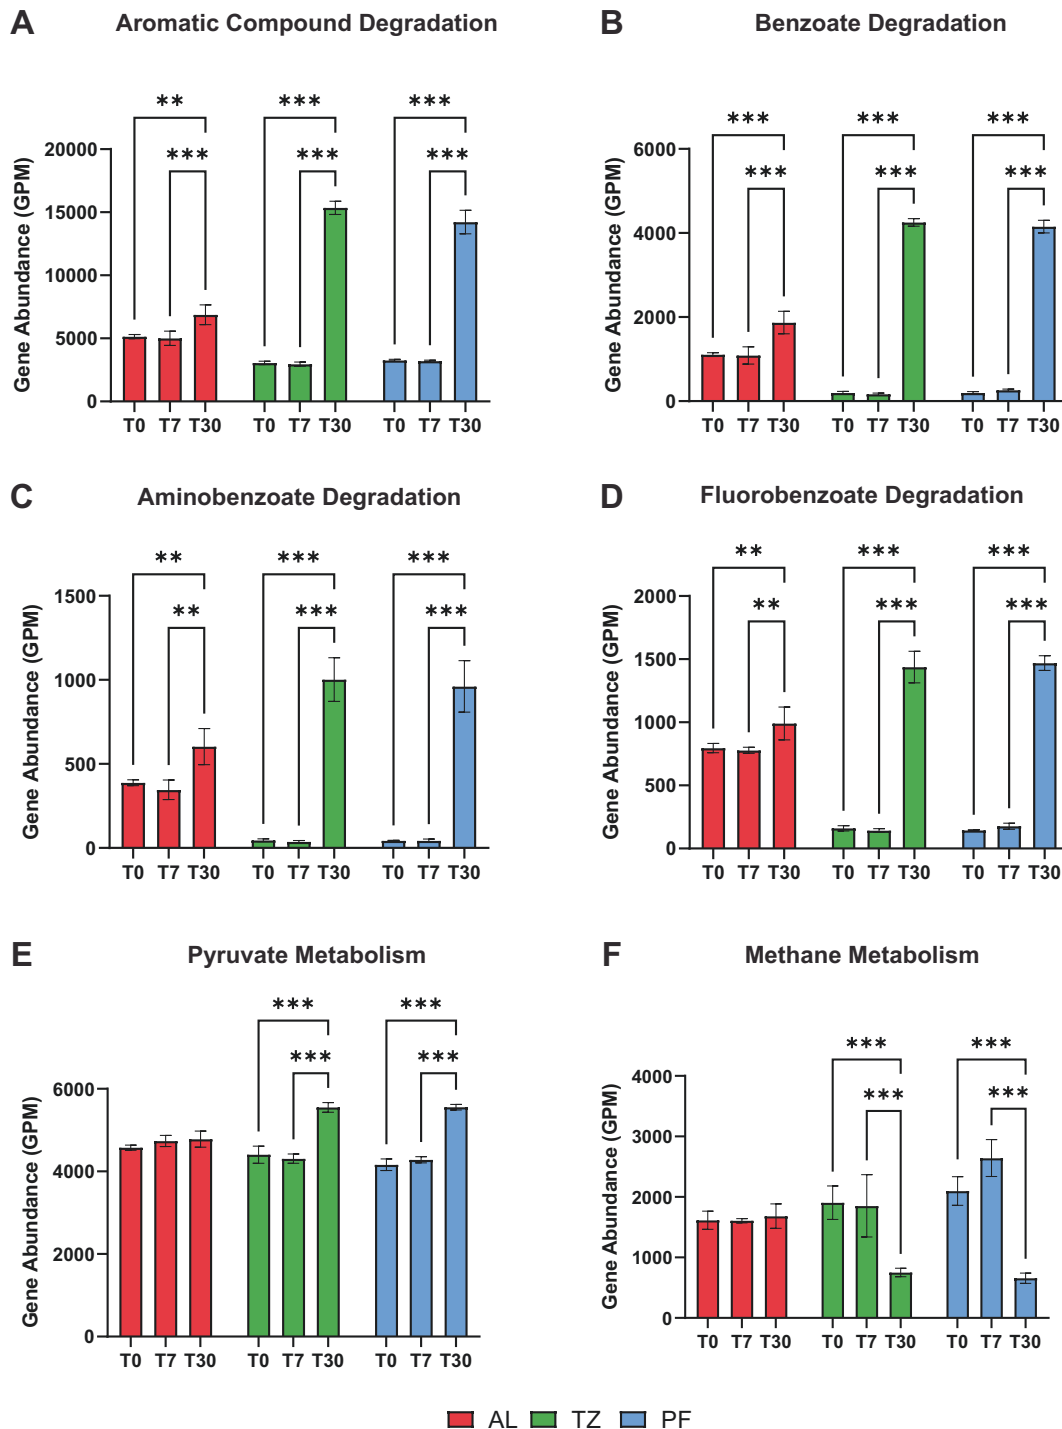 A Aromatic Compound Degradation
** *** ***
*** *** ***
Gene Abundance (GPM)
20000
15000
10000
5000
0
T0 T7 T30 T0 T7 T30 T0 T7 T30
B Benzoate Degradation
*** *** ***
*** *** ***
Gene Abundance (GPM)
6000
4000
2000
0
T0 T7 T30 T0 T7 T30 T0 T7 T30
C Aminobenzoate Degradation
** *** ***
** *** ***
Gene Abundance (GPM)
1500
1000
500
0
T0 T7 T30 T0 T7 T30 T0 T7 T30
D Fluorobenzoate Degradation
** *** ***
** *** ***
Gene Abundance (GPM)
2000
1500
1000
500
0
T0 T7 T30 T0 T7 T30 T0 T7 T30
E Pyruvate Metabolism
*** ***
*** ***
Gene Abundance (GPM)
6000
4000
2000
0
T0 T7 T30 T0 T7 T30 T0 T7 T30
F Methane Metabolism
*** ***
*** ***
Gene Abundance (GPM)
4000
3000
2000
1000
0
T0 T7 T30 T0 T7 T30 T0 T7 T30
AL TZ PF